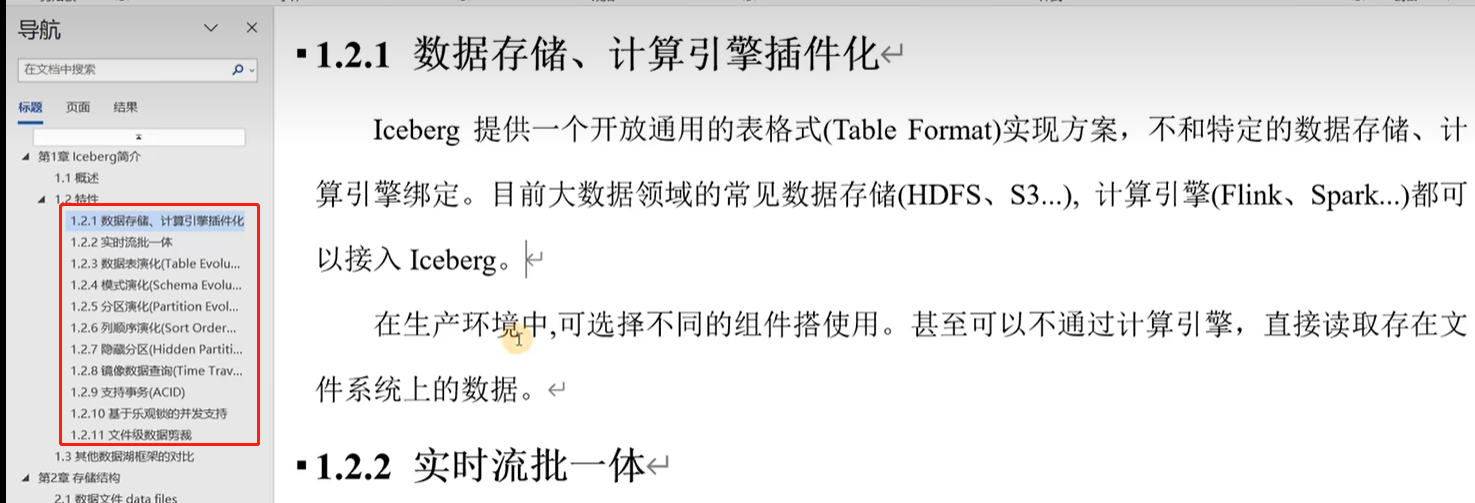 导航
在文档中搜索
标题 页面 结果
第1章 Iceberg简介
1.1 概述
1.2 特性
1.2.1 数据存储、计算引擎插件化
1.2.2 实时流批一体
1.2.3 数据表演化(Table Evolu...
1.2.4 模式演化(Schema Evolu...
1.2.5 分区演化(Partition Evol...
1.2.6 列顺序演化(Sort Order...
1.2.7 隐藏分区(Hidden Partiti...
1.2.8 镜像数据查询(Time Trav...
1.2.9 支持事务(ACID)
1.2.10 基于乐观锁的并发支持
1.2.11 文件级数据剪裁
1.3 其他数据湖框架的对比
第2章 存储结构
2.1 数据文件 data files
1.2.1 数据存储、计算引擎插件化
Iceberg 提供一个开放通用的表格式(Table Format)实现方案，不和特定的数据存储、计
算引擎绑定。目前大数据领域的常见数据存储(HDFS、S3...), 计算引擎(Flink、Spark...)都可
以接入 Iceberg。
在生产环境中,可选择不同的组件搭使用。甚至可以不通过计算引擎，直接读取存在文
件系统上的数据。
1.2.2 实时流批一体